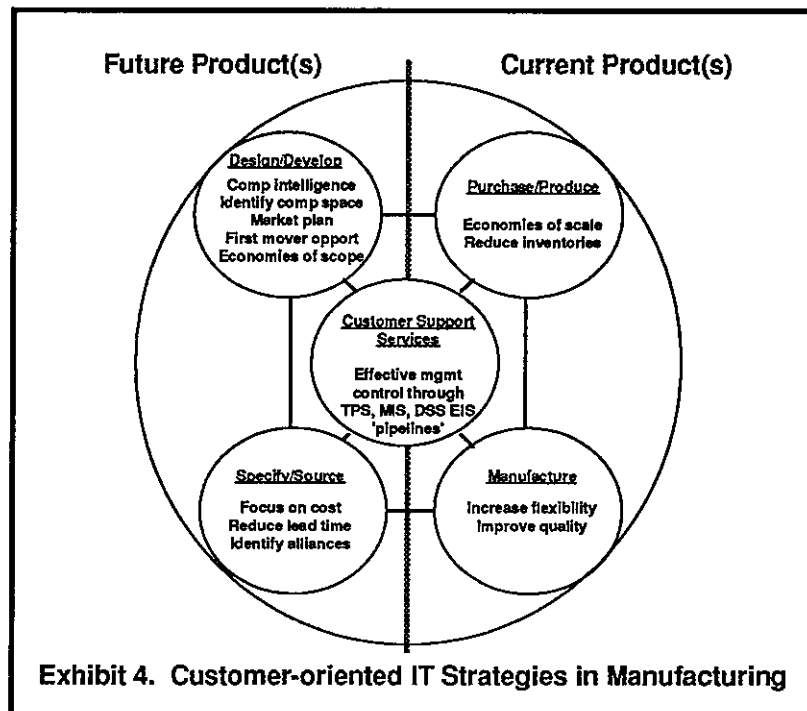 Future Product(s)
Current Product(s)
Design/Develop
Comp Intelligence
Identify comp space
Market plan
First mover opport
Economies of scope
Purchase/Produce
Economies of scale
Reduce inventories
Customer Support
Services
Effective mgmt
control through
TPS, MIS, DSS EIS
'pipelines'
Specify/Source
Focus on cost
Reduce lead time
Identify alliances
Manufacture
Increase flexibility
Improve quality
Exhibit 4. Customer-oriented IT Strategies in Manufacturing